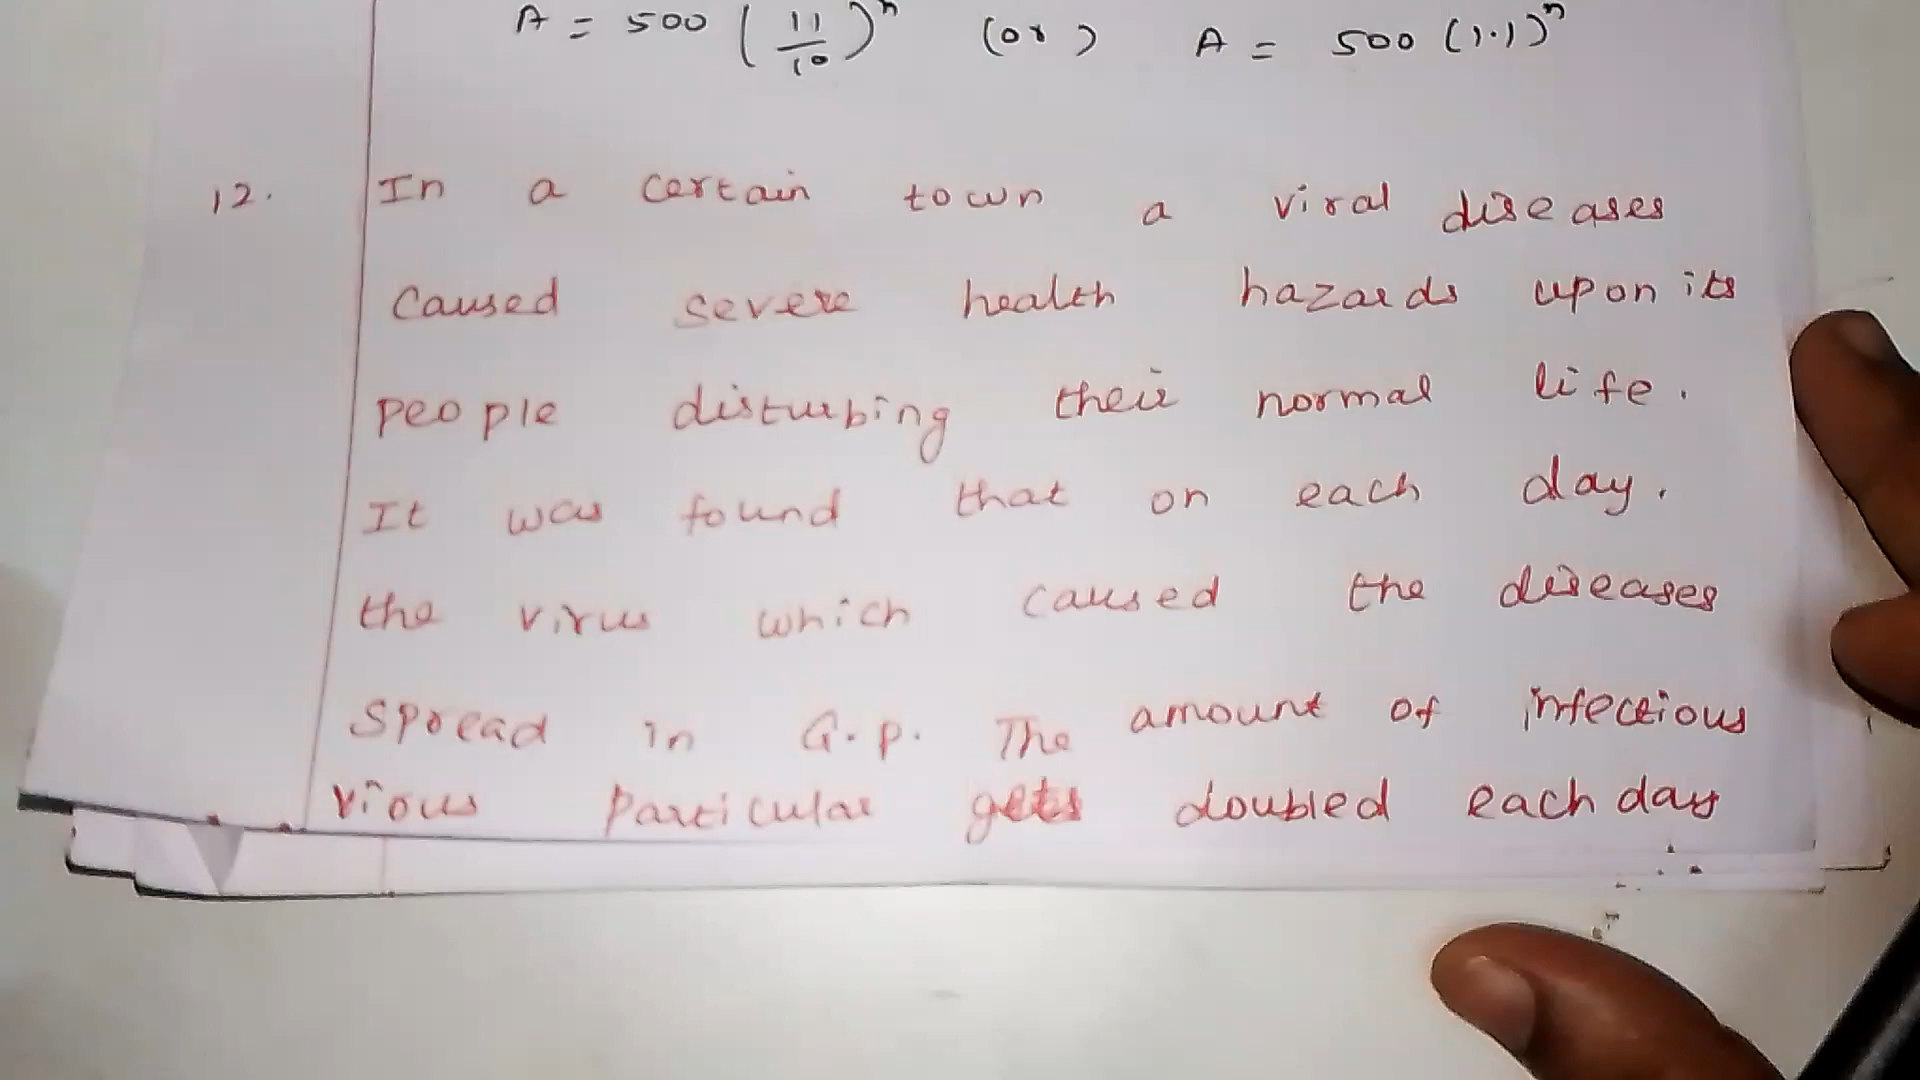 A = 500 (11/10)^n (or) A = 500 (1.1)^n
12. In a certain town a viral diseases
caused severe health hazards upon its
people disturbing their normal life.
It was found that on each day.
the virus which caused the diseases
spread in G.P. The amount of infectious
vious particular gets doubled each day